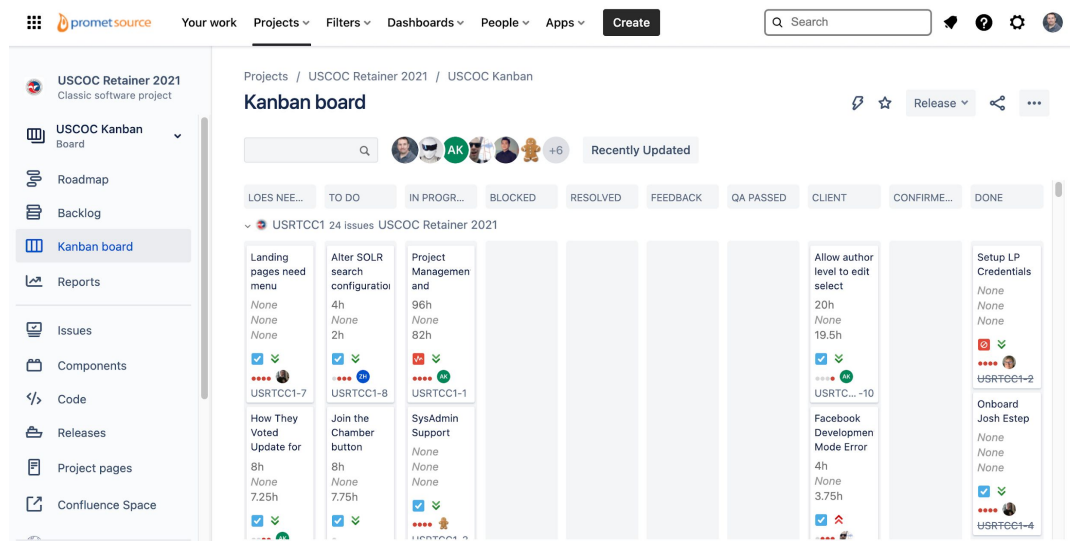 prometsource
Your work Projects Filters Dashboards People Apps Create Search
USCOC Retainer 2021
Classic software project
USCOC Kanban
Board
Roadmap
Backlog
Kanban board
Reports
Issues
Components
Code
Releases
Project pages
Confluence Space
Projects / USCOC Retainer 2021 / USCOC Kanban
Kanban board
Release
AK +6 Recently Updated
LOES NEE... TO DO IN PROGR... BLOCKED RESOLVED FEEDBACK QA PASSED CLIENT CONFIRME... DONE
USRTCC1 24 issues USCOC Retainer 2021
Landing
pages need
menu
None
None
None
USRTCC1-7
How They
Voted
Update for
8h
None
7.25h
AK
Alter SOLR
search
configuration
4h
None
2h
ZH
USRTCC1-8
Join the
Chamber
button
8h
None
7.75h
Project
Managemen
and
96h
None
82h
AK
USRTCC1-1
SysAdmin
Support
None
None
None
Allow author
level to edit
select
20h
None
19.5h
AK
USRTC... -10
Facebook
Developmen
Mode Error
4h
None
3.75h
Setup LP
Credentials
None
None
None
USRTCC1-2
Onboard
Josh Estep
None
None
None
USRTCC1-4